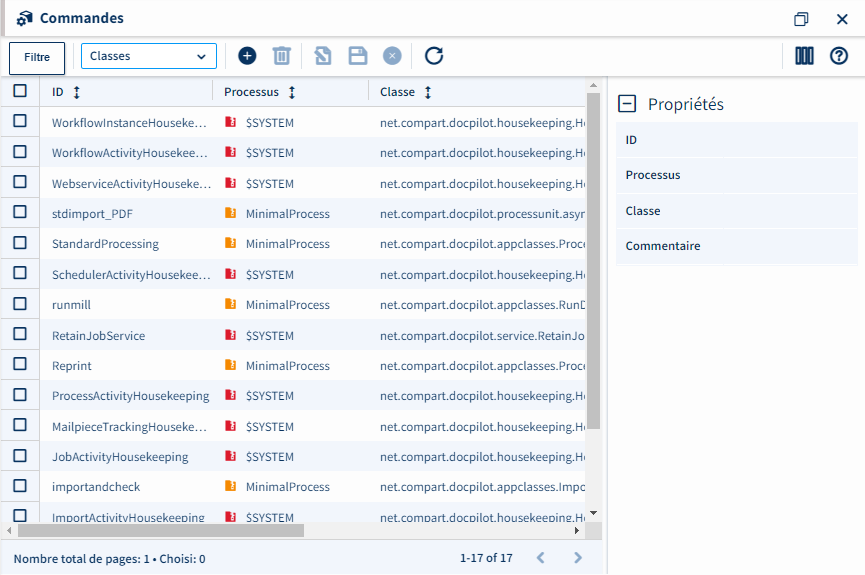 Commandes
Filtre Classes
ID Processus Classe
WorkflowInstanceHouseke... $SYSTEM net.compart.docpilot.housekeeping.H
WorkflowActivityHousekee... $SYSTEM net.compart.docpilot.housekeeping.H
WebserviceActivityHouseke... $SYSTEM net.compart.docpilot.housekeeping.H
stdimport_PDF MinimalProcess net.compart.docpilot.processunit.asyn
StandardProcessing MinimalProcess net.compart.docpilot.appclasses.Proc
SchedulerActivityHousekee... $SYSTEM net.compart.docpilot.housekeeping.H
runmill MinimalProcess net.compart.docpilot.appclasses.Run
RetainJobService $SYSTEM net.compart.docpilot.service.RetainJo
Reprint MinimalProcess net.compart.docpilot.appclasses.Proc
ProcessActivityHousekeeping $SYSTEM net.compart.docpilot.housekeeping.H
MailpieceTrackingHouseke... $SYSTEM net.compart.docpilot.housekeeping.H
JobActivityHousekeeping $SYSTEM net.compart.docpilot.housekeeping.H
importandcheck MinimalProcess net.compart.docpilot.appclasses.Impo
ImportActivityHousekeeping $SYSTEM net.compart.docpilot.housekeeping.H
Nombre total de pages: 1 • Choisi: 0 1-17 of 17
Propriétés
ID
Processus
Classe
Commentaire